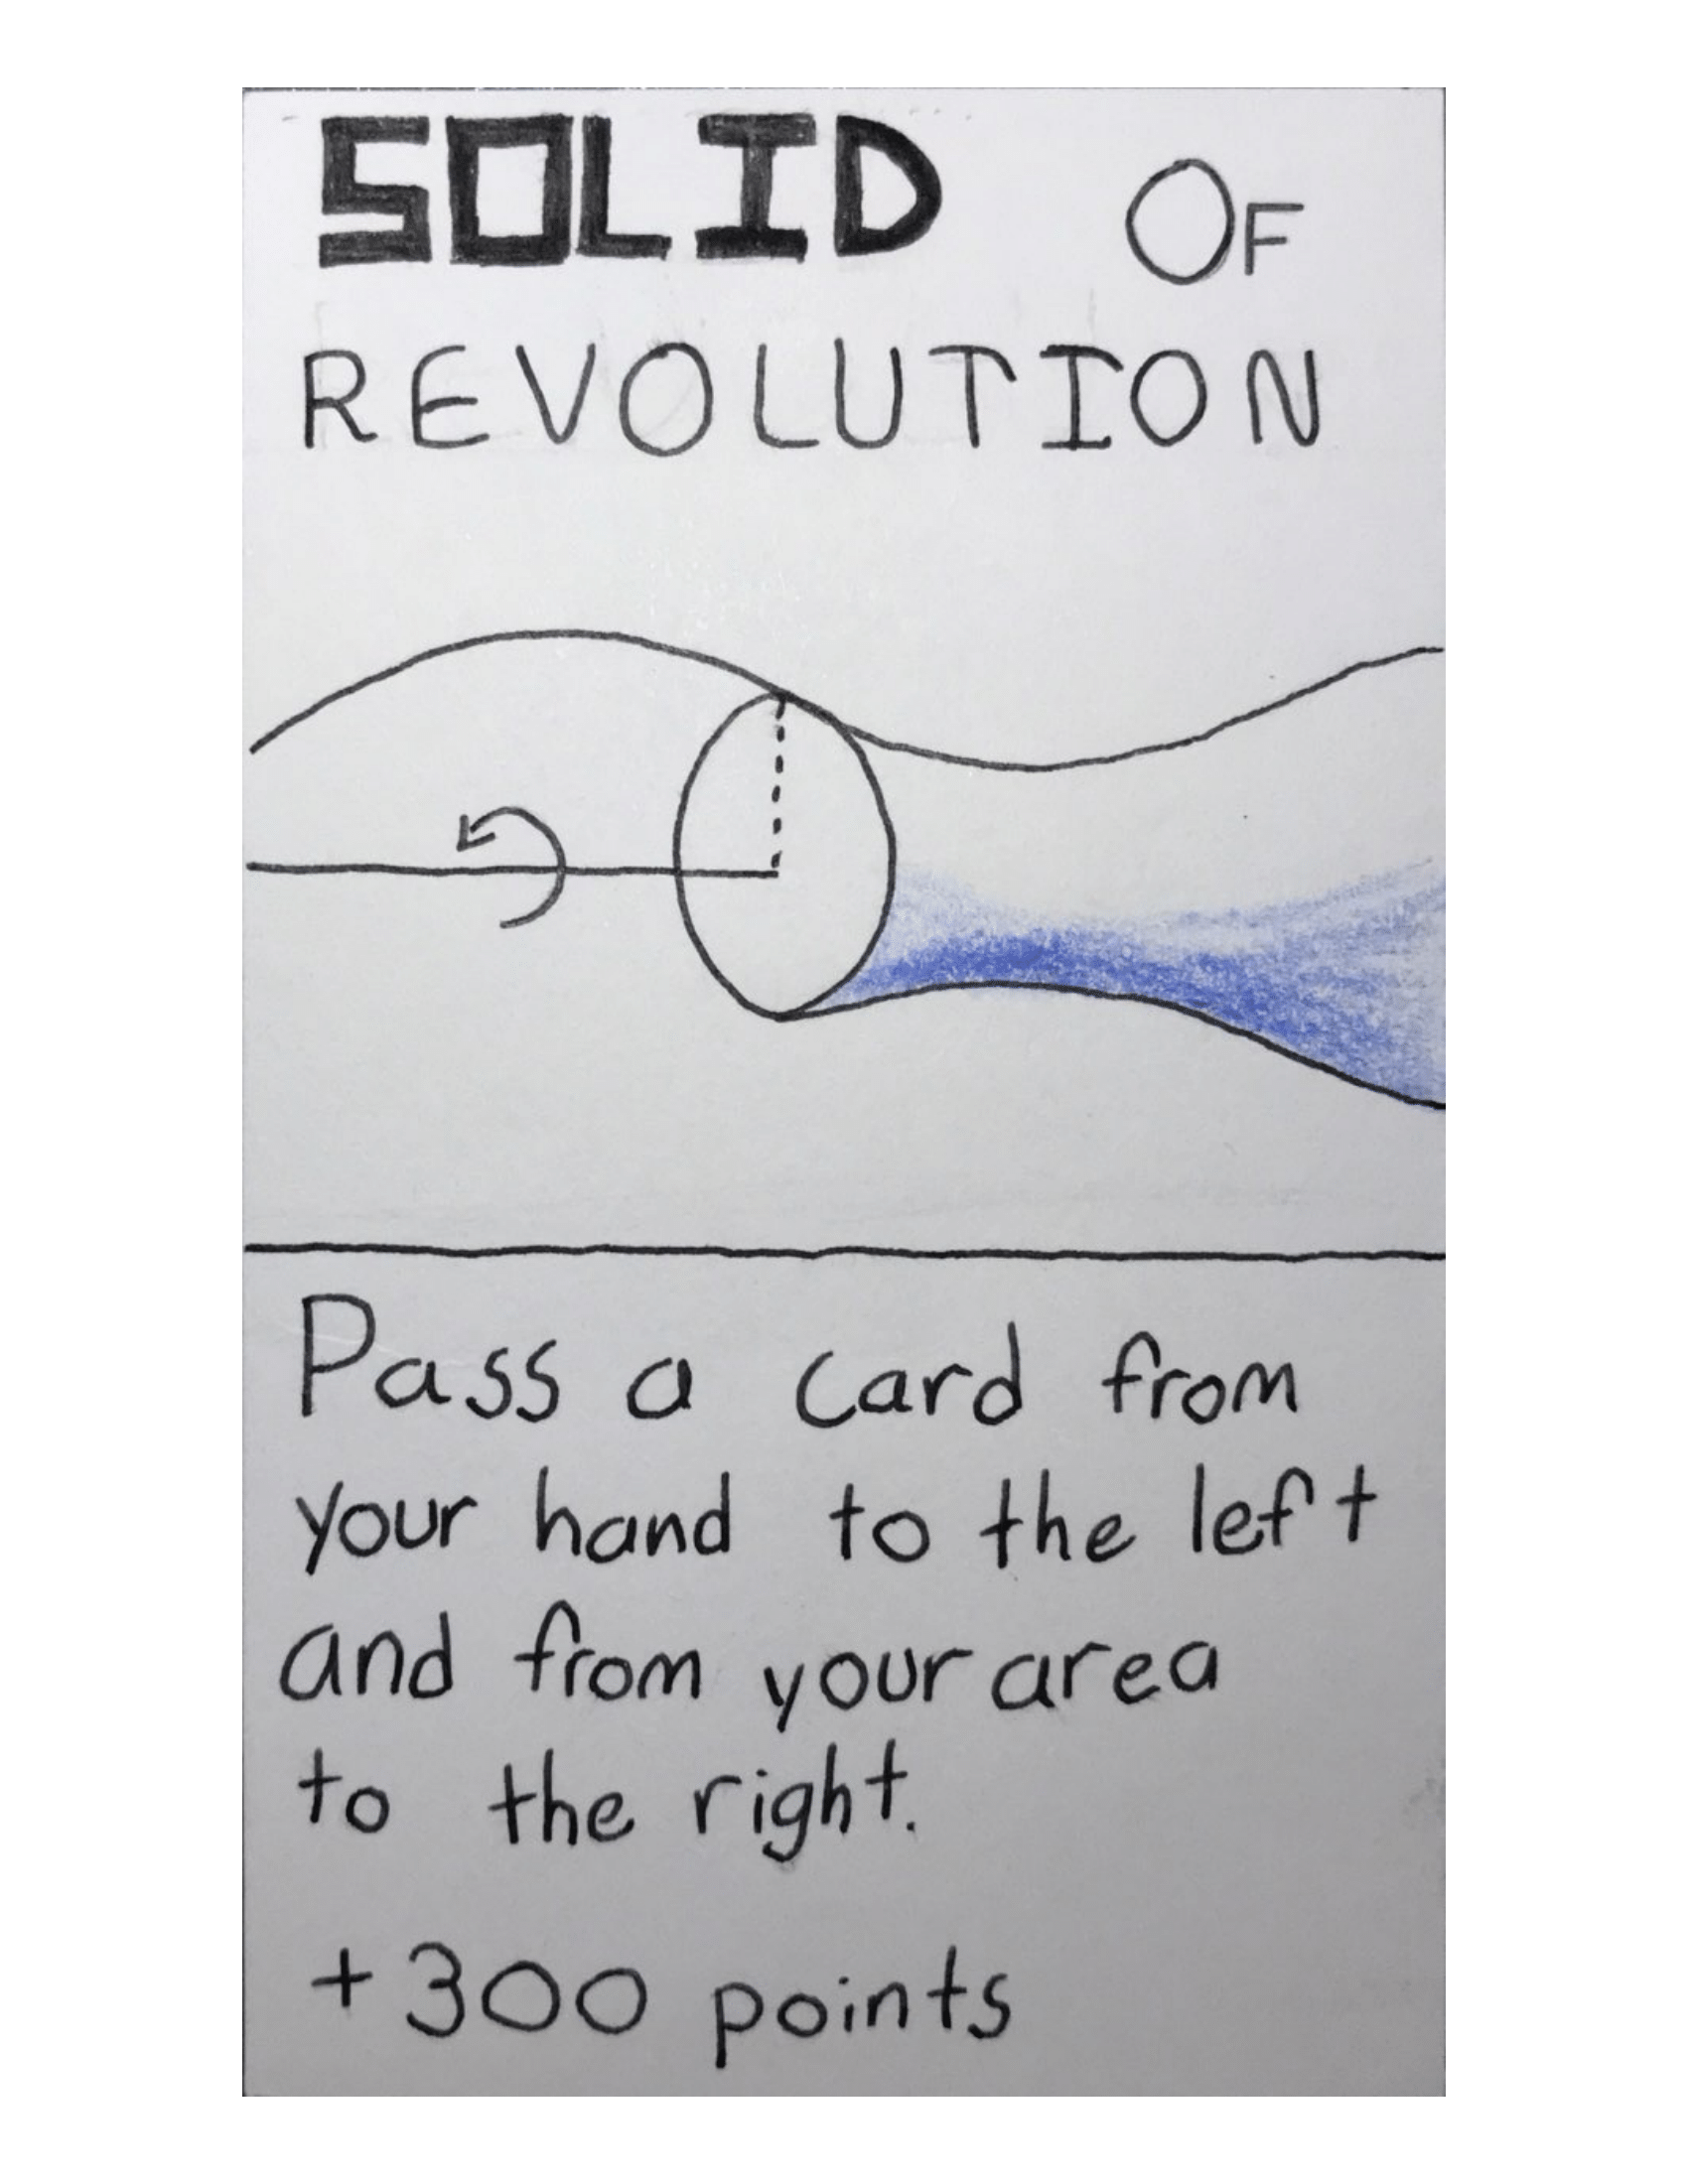 SOLID OF
REVOLUTION
Pass a card from
your hand to the left
and from your area
to the right.
+300 points